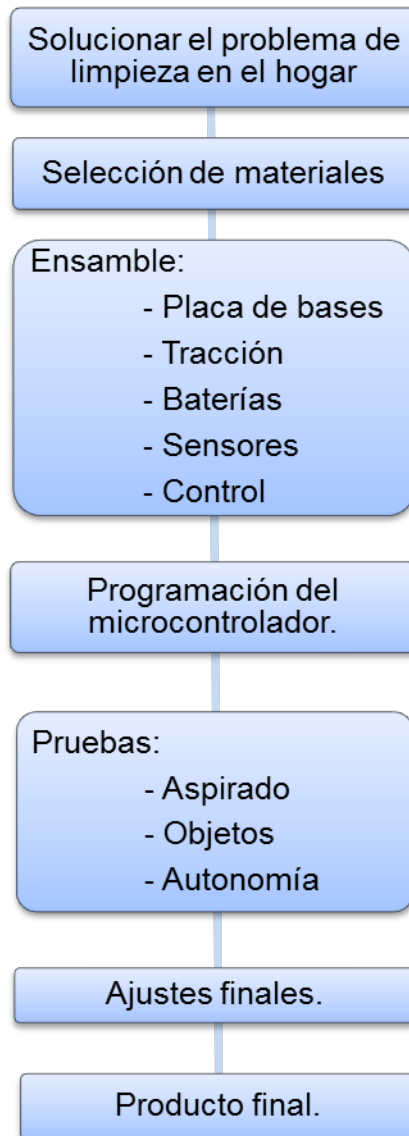 Solucionar el problema de
limpieza en el hogar
Selección de materiales
Ensamble:
- Placa de bases
- Tracción
- Baterías
- Sensores
- Control
Programación del
microcontrolador.
Pruebas:
- Aspirado
- Objetos
- Autonomía
Ajustes finales.
Producto final.